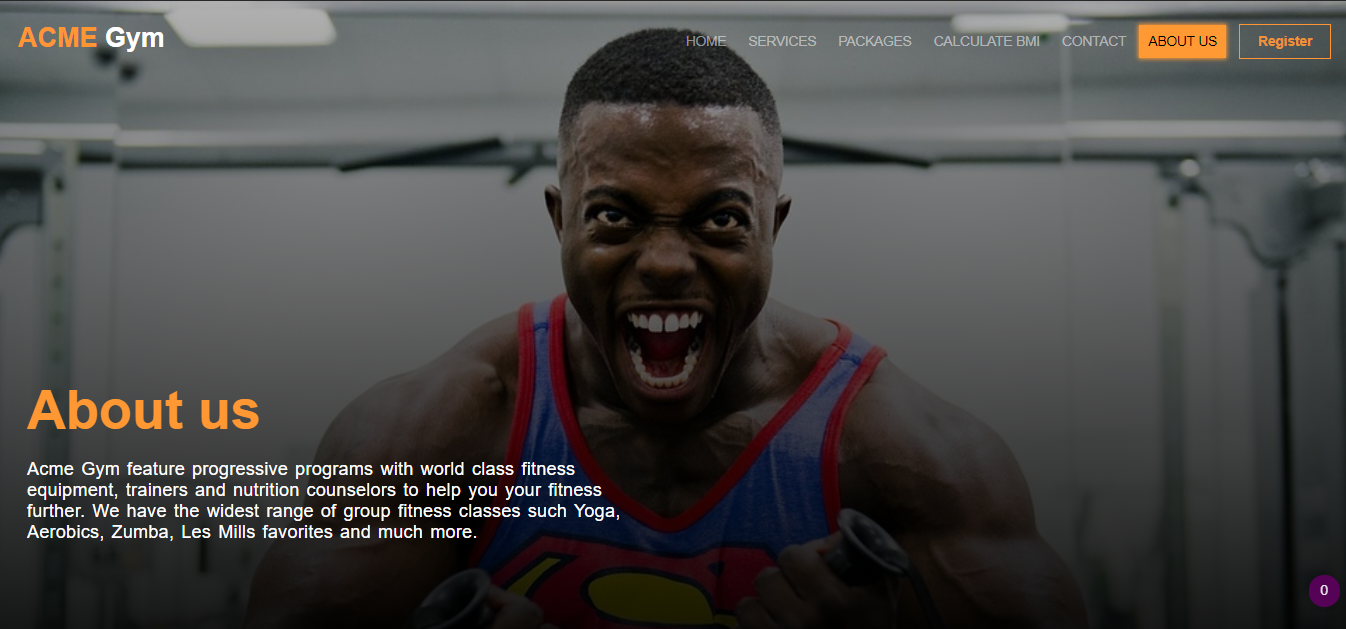 ACME Gym
HOME SERVICES PACKAGES CALCULATE BMI CONTACT ABOUT US Register
About us
Acme Gym feature progressive programs with world class fitness
equipment, trainers and nutrition counselors to help you your fitness
further. We have the widest range of group fitness classes such Yoga,
Aerobics, Zumba, Les Mills favorites and much more.
0